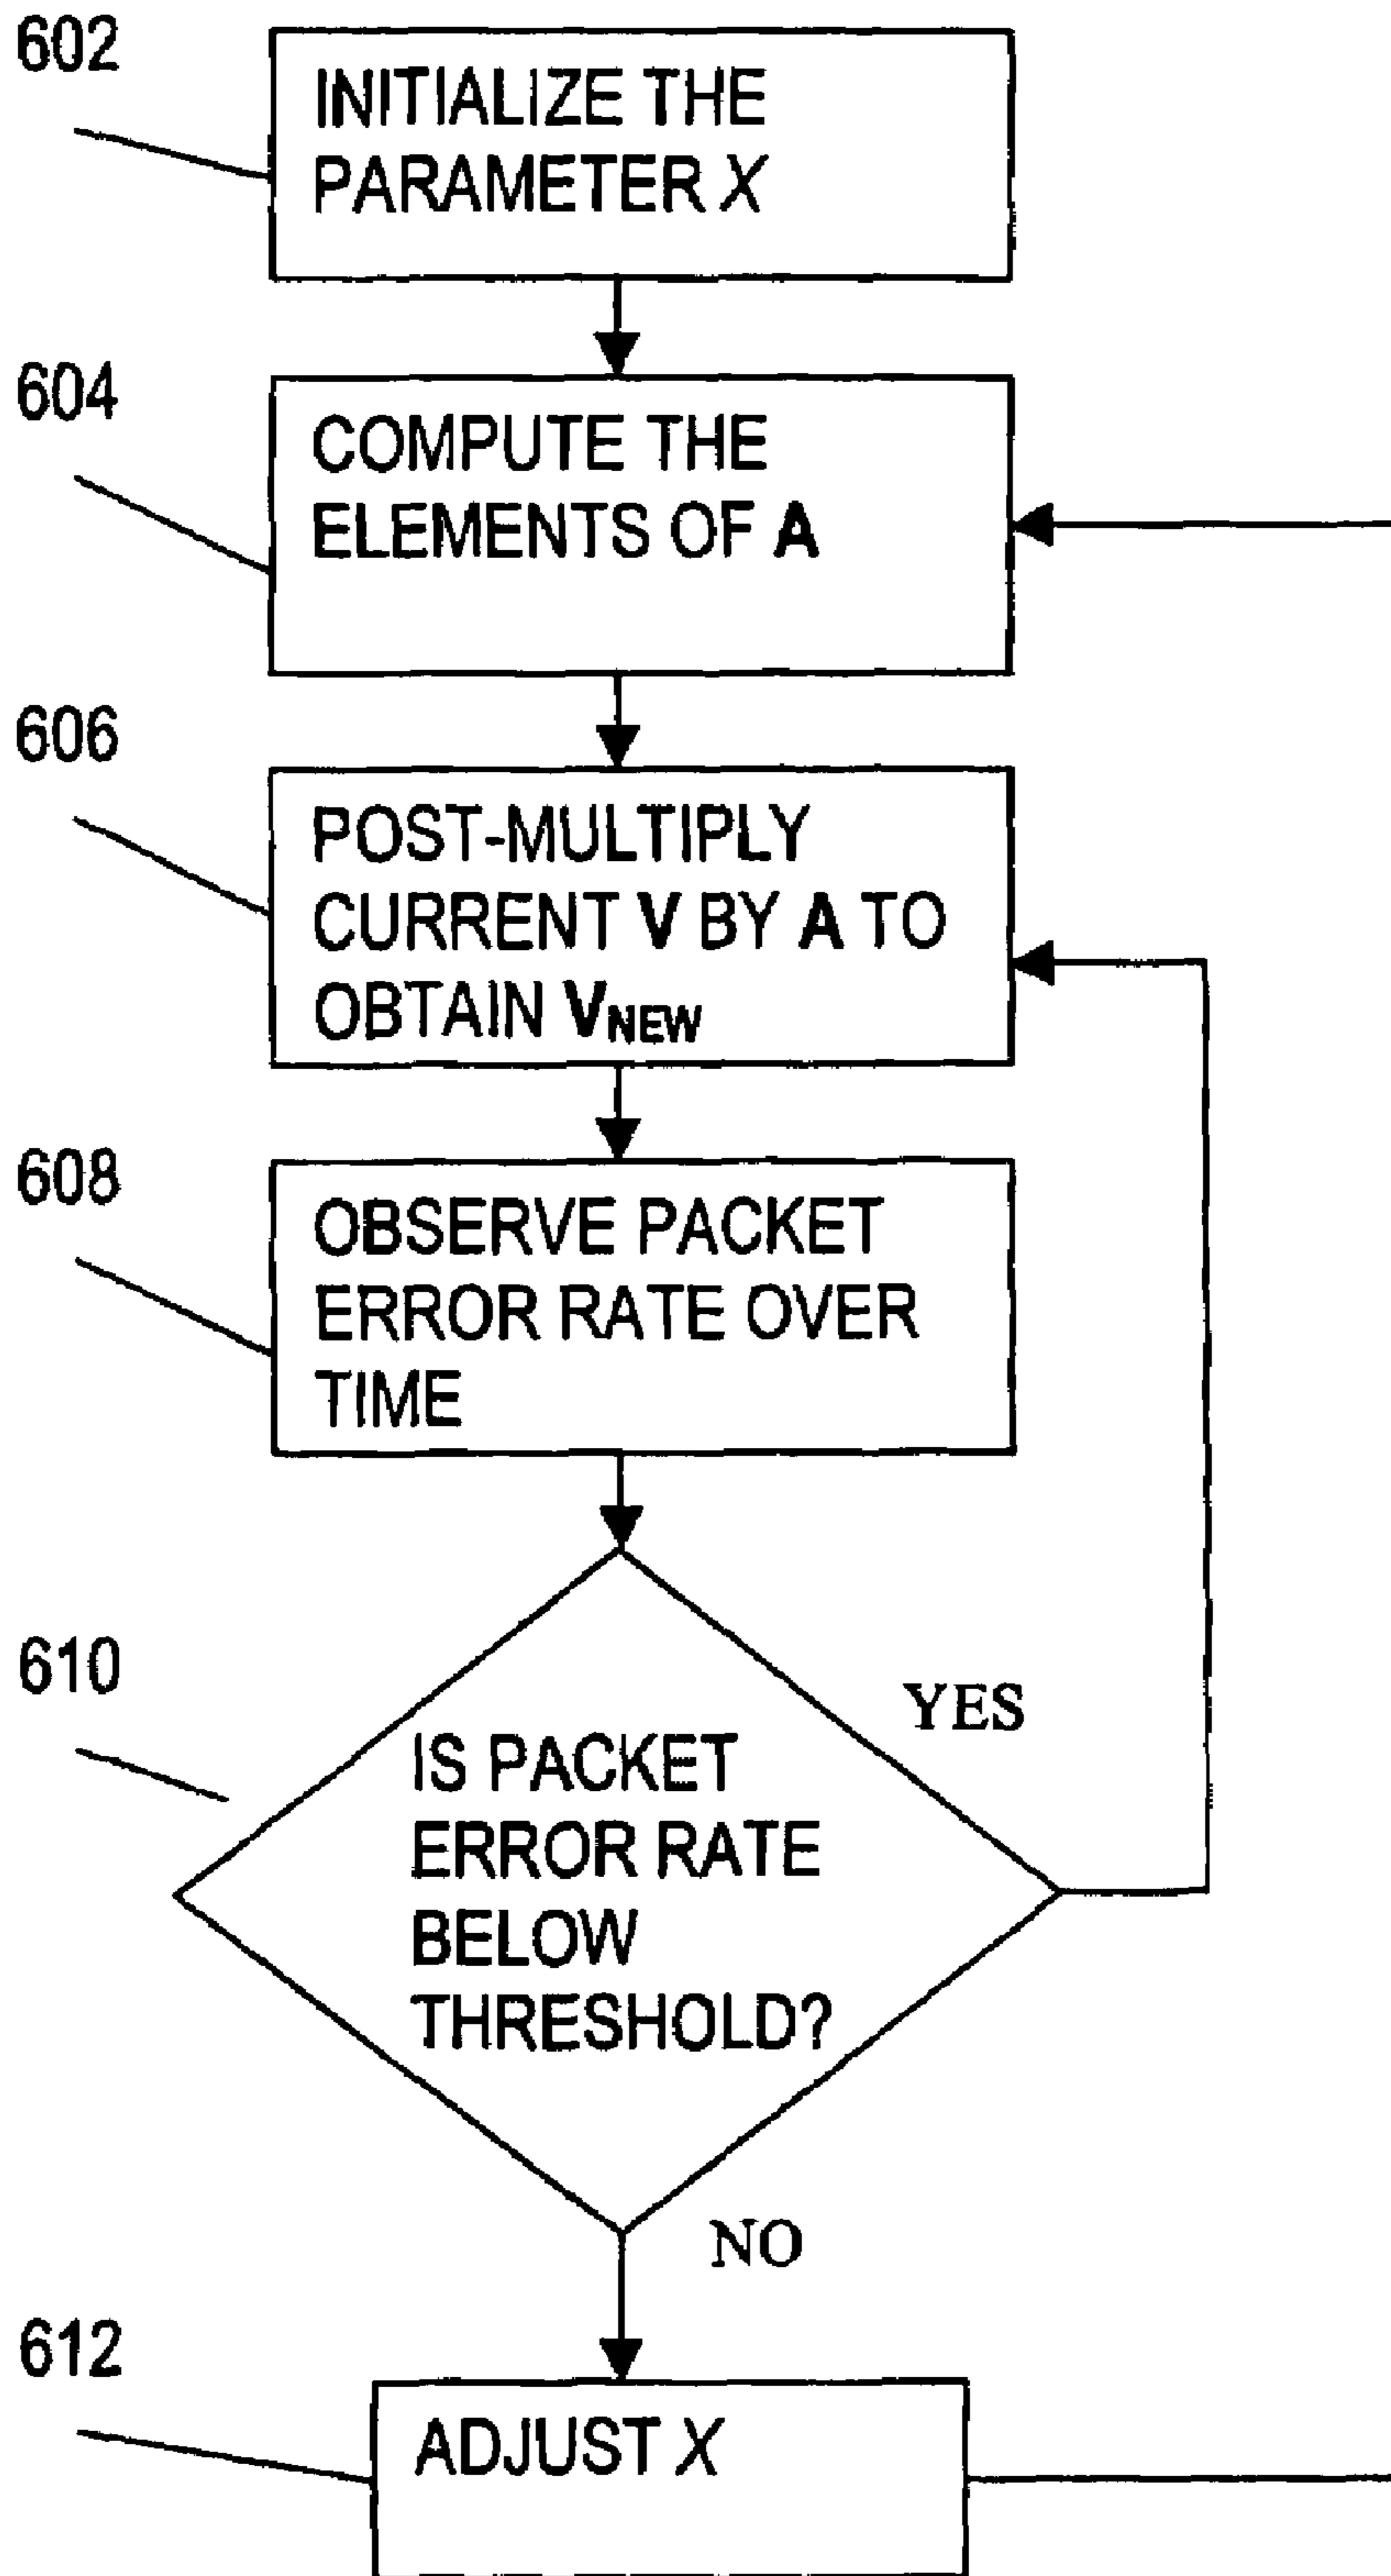 602
INITIALIZE THE
PARAMETER X
604
COMPUTE THE
ELEMENTS OF A
606
POST-MULTIPLY
CURRENT V BY A TO
OBTAIN VNEW
608
OBSERVE PACKET
ERROR RATE OVER
TIME
610
YES
IS PACKET
ERROR RATE
BELOW
THRESHOLD?
NO
612
ADJUST X